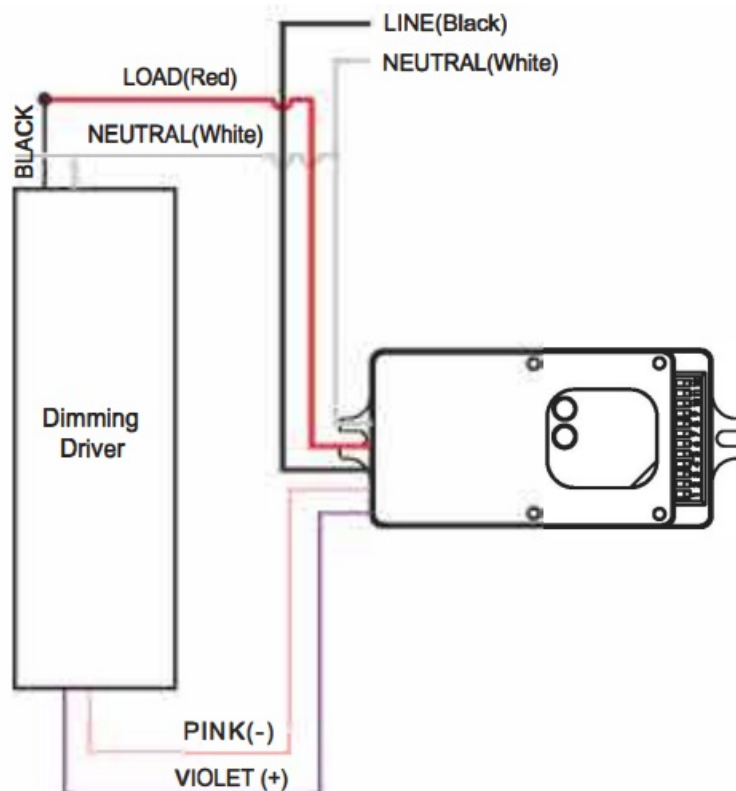 LINE(Black)
NEUTRAL(White)
LOAD(Red)
NEUTRAL(White)
BLACK
Dimming
Driver
PINK(-)
VIOLET (+)